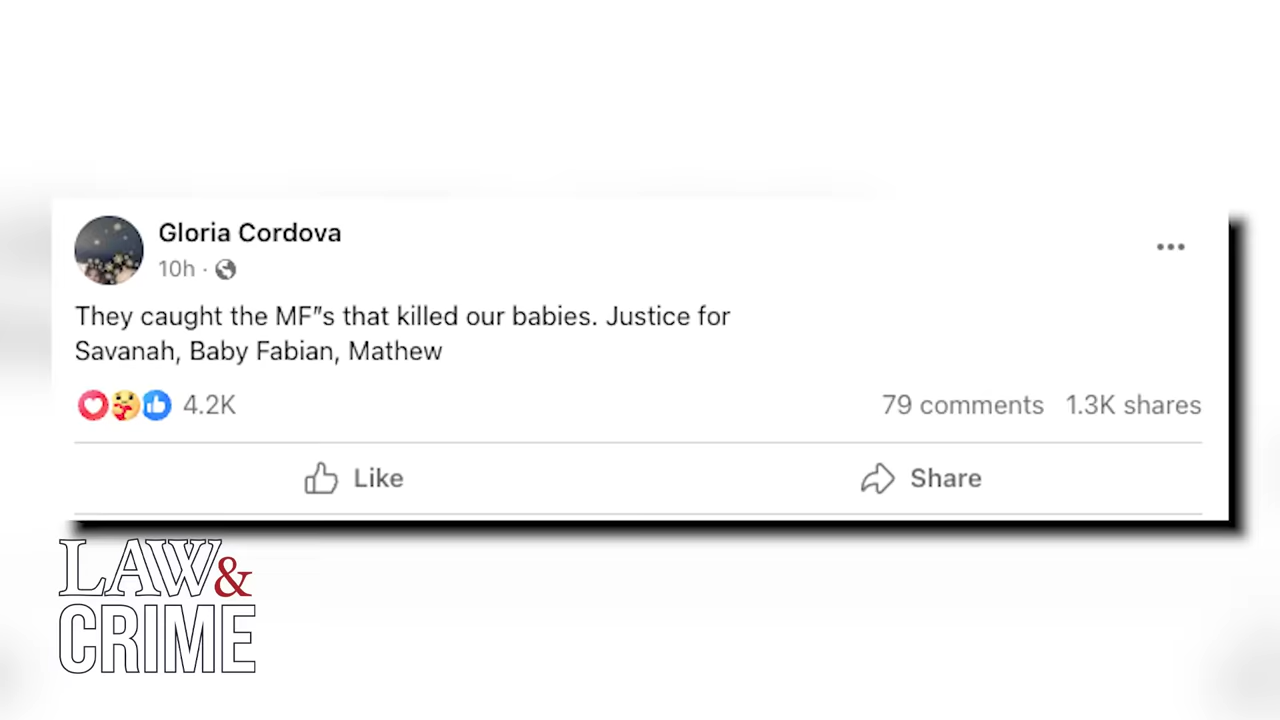 Gloria Cordova
10h ·
They caught the MF"s that killed our babies. Justice for
Savanah, Baby Fabian, Mathew
4.2K
79 comments 1.3K shares
Like
Share
LAW&
CRIME